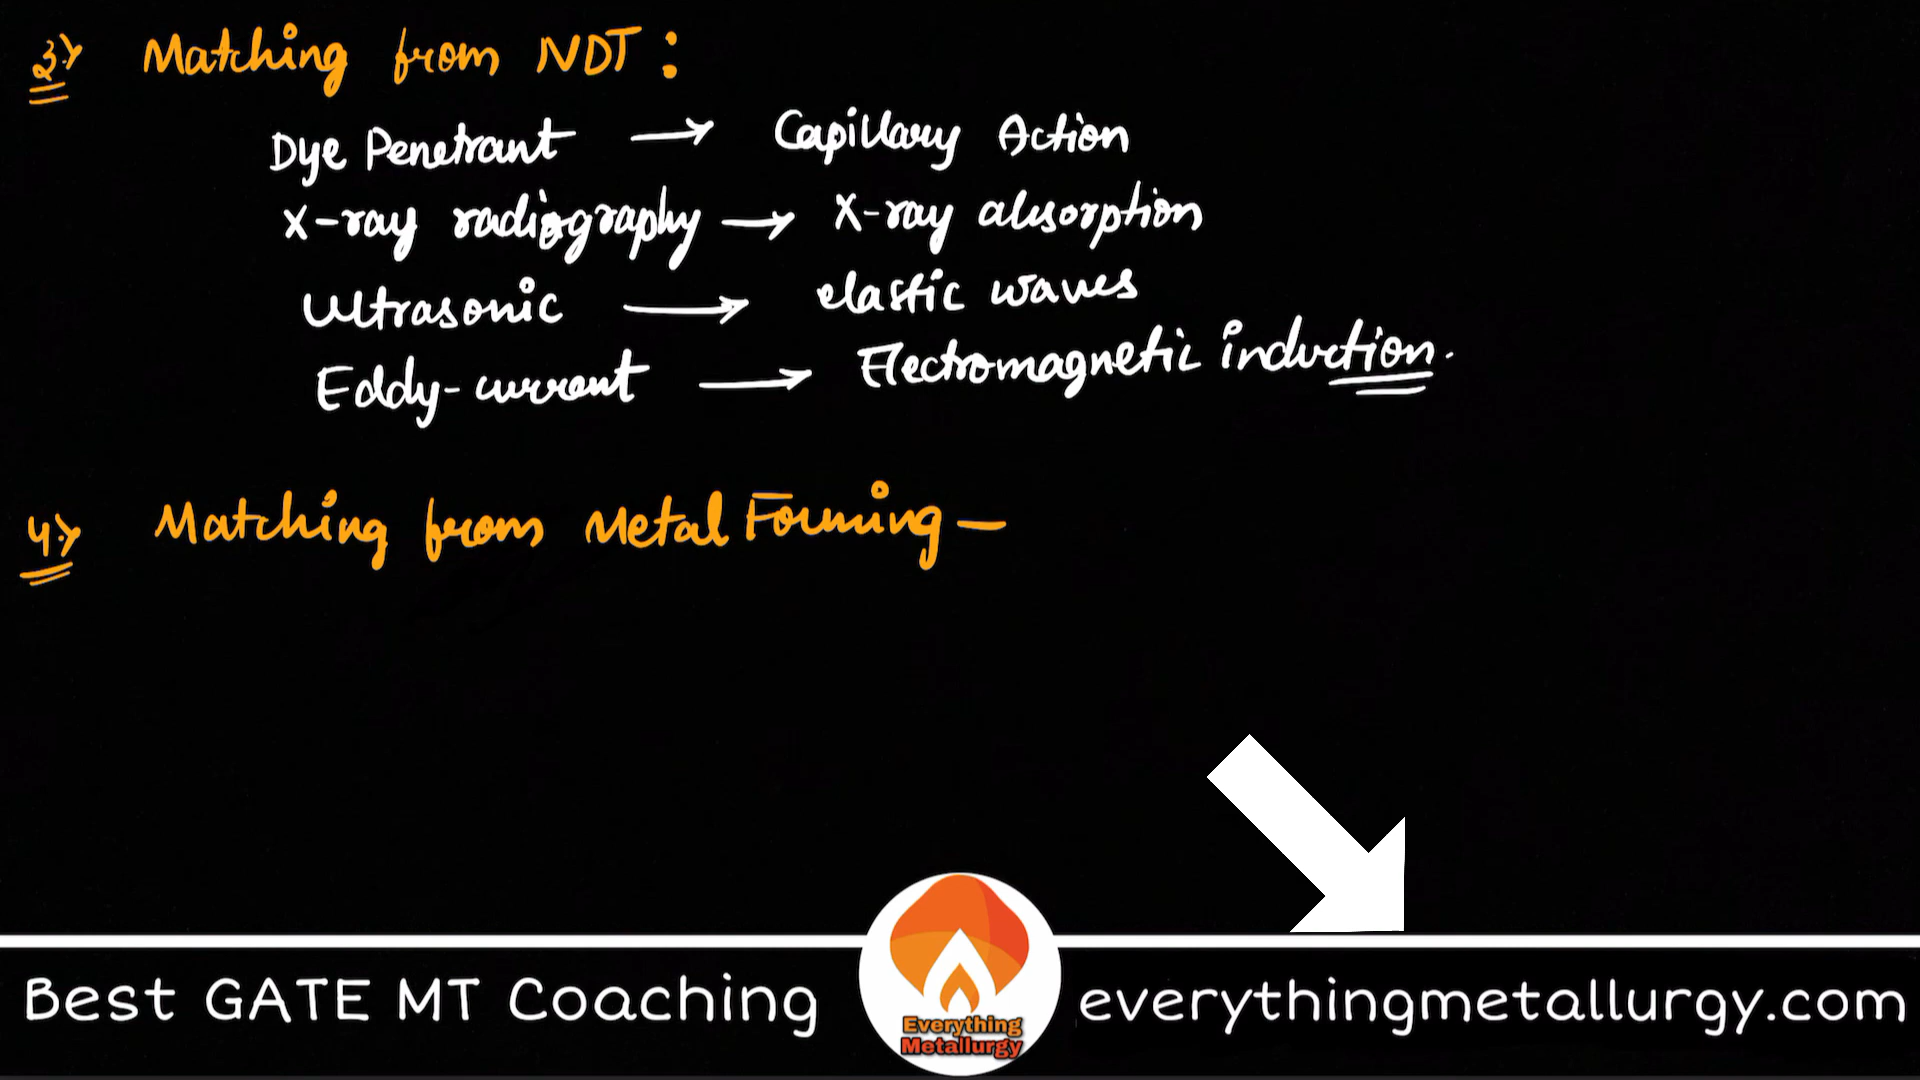 3.> Matching from NDT :
Dye Penetrant → Capillary Action
X-ray radiography → X-ray absorption
Ultrasonic → elastic waves
Eddy-current → Electromagnetic induction.
4.> Matching from Metal Forming —
Best GATE MT Coaching
Everything
Metallurgy
everythingmetallurgy.com